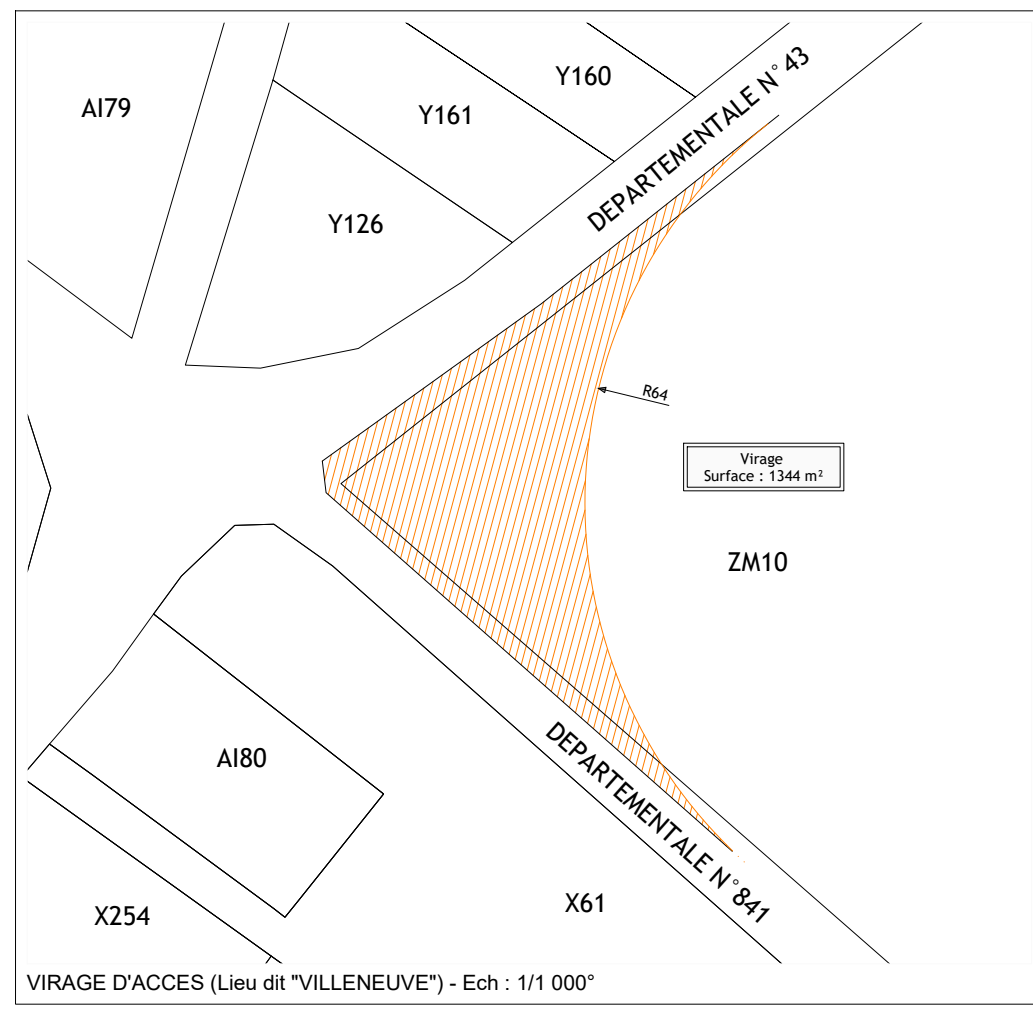 Y160
DEPARTEMENTALE N°43
AI79
Y161
Y126
R64
Virage
Surface : 1344 m²
ZM10
AI80
DEPARTEMENTALE N°841
X61
X254
VIRAGE D'ACCES (Lieu dit "VILLENEUVE") - Ech : 1/1 000°